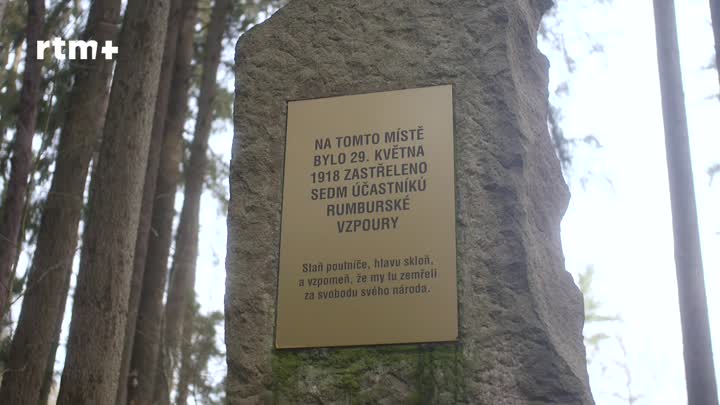 rtm+
NA TOMTO MÍSTĚ
BYLO 29. KVĚTNA
1918 ZASTŘELENO
SEDM ÚČASTNÍKŮ
RUMBURSKÉ
VZPOURY
Staň poutníče, hlavu skloň,
a vzpomeň, že my tu zemřeli
za svobodu svého národa.